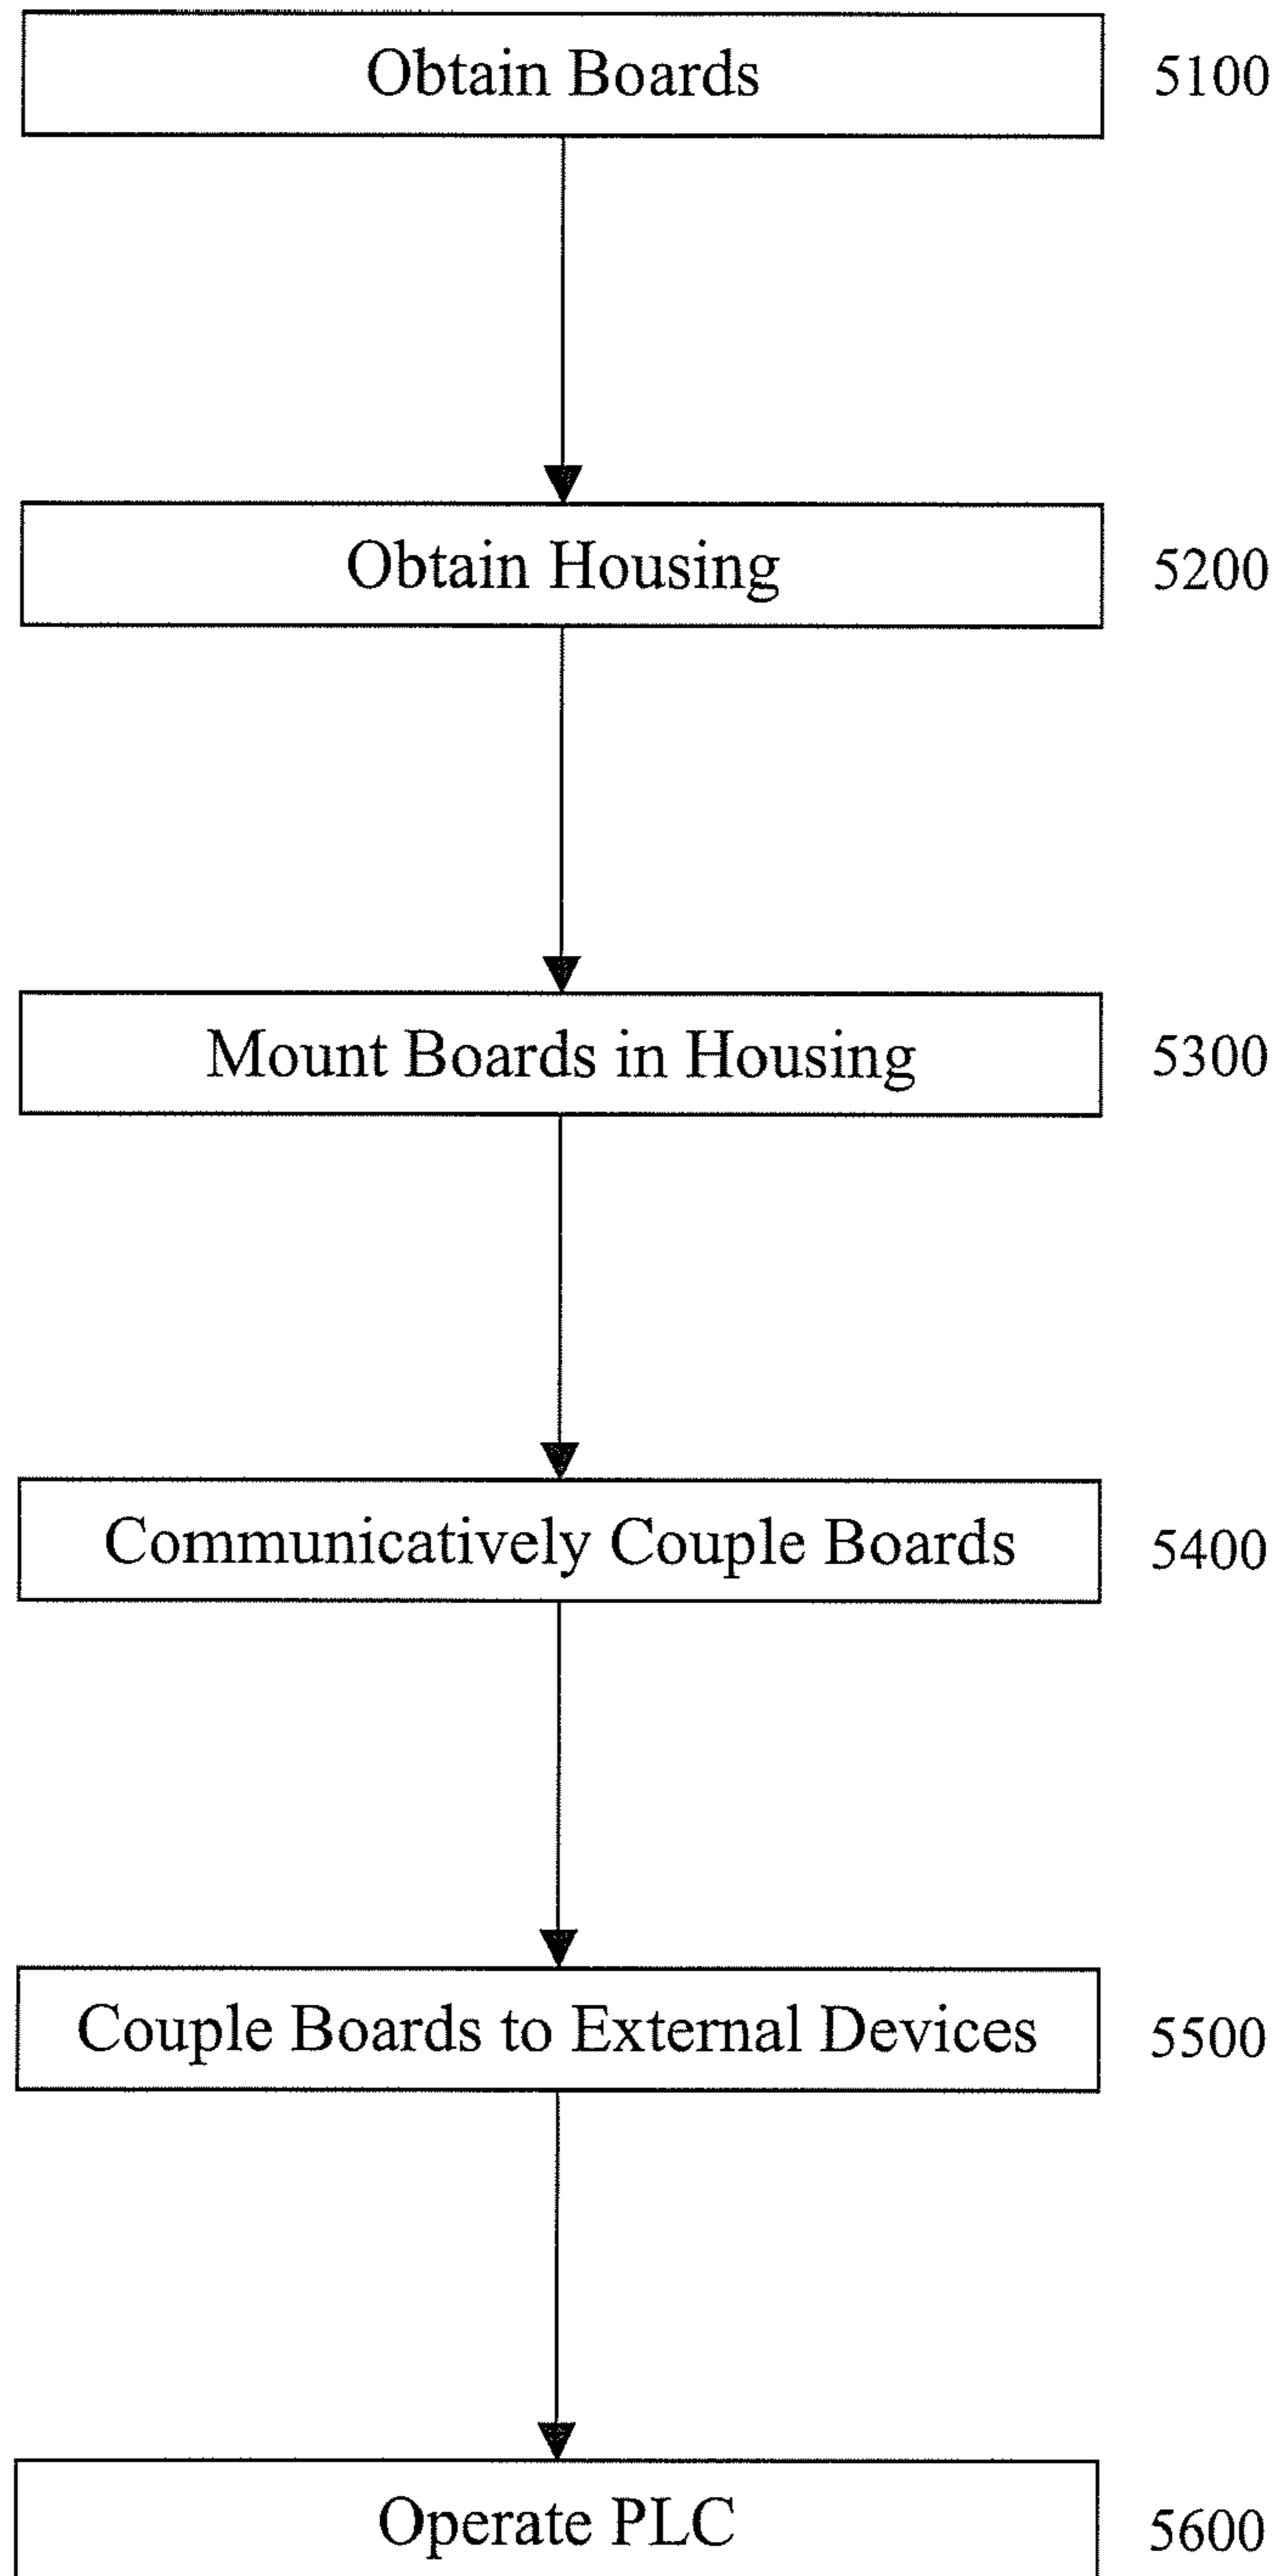 Obtain Boards 5100
Obtain Housing 5200
Mount Boards in Housing 5300
Communicatively Couple Boards 5400
Couple Boards to External Devices 5500
Operate PLC 5600